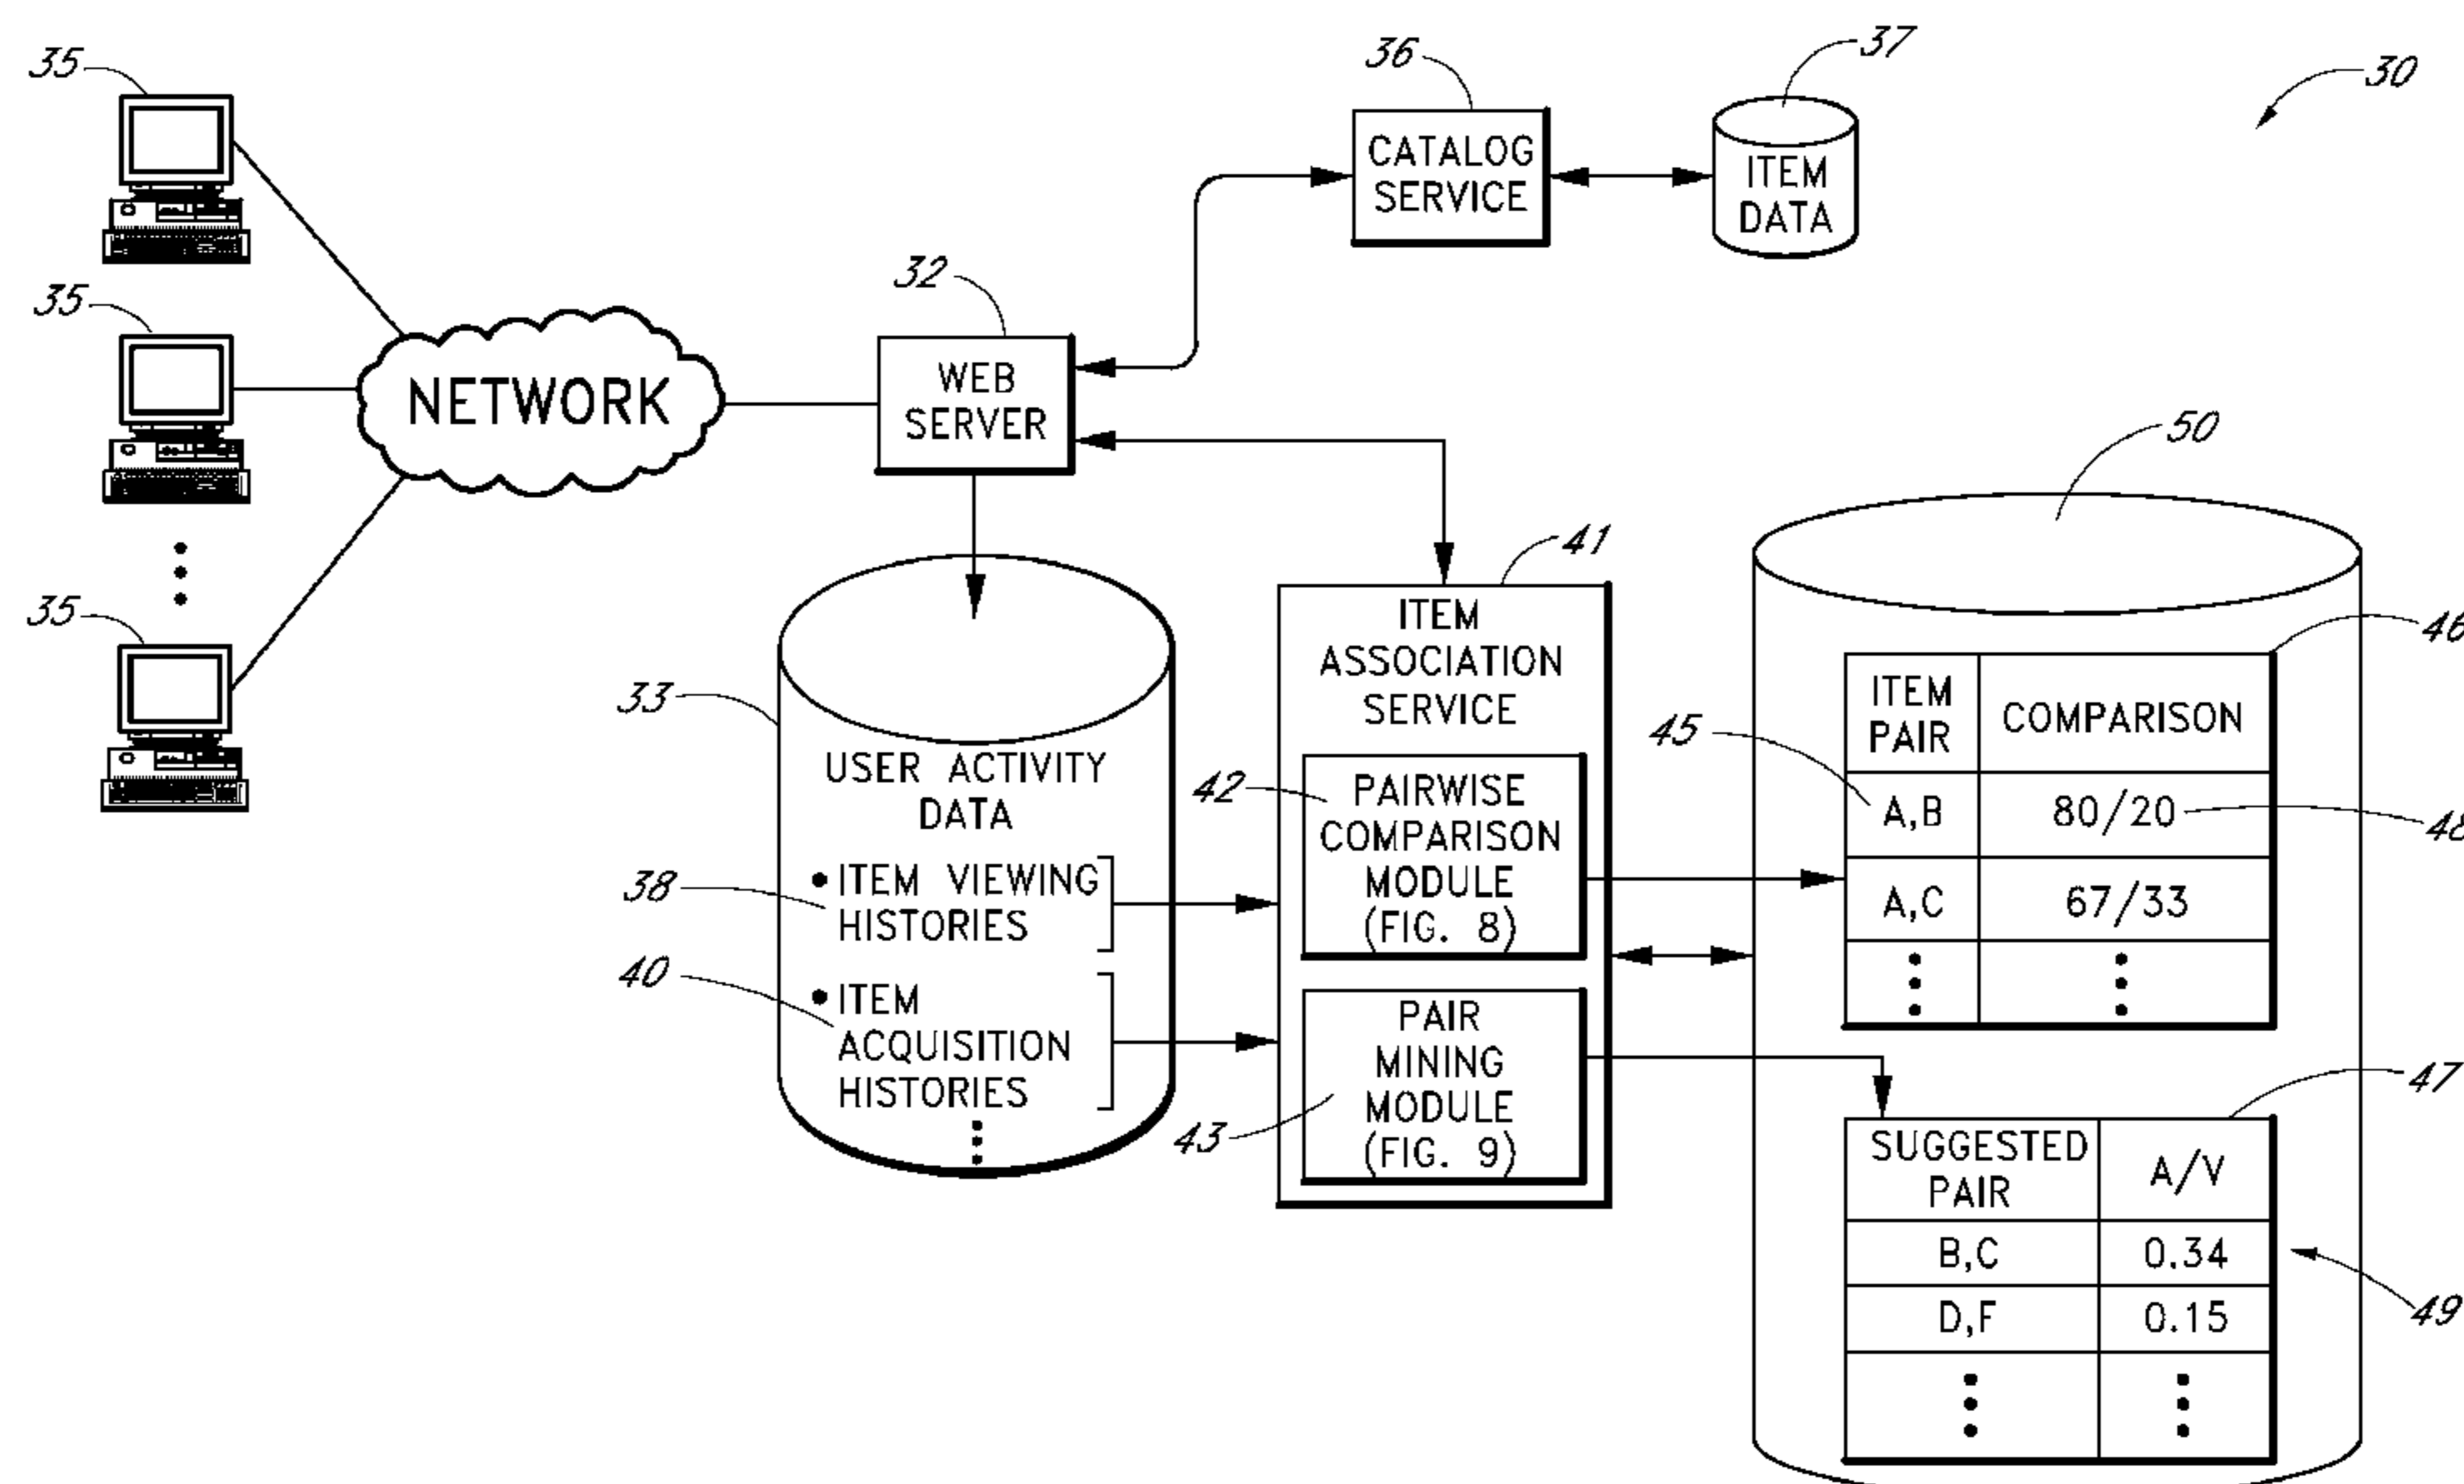 35
35
35
NETWORK
32
WEB
SERVER
36
CATALOG
SERVICE
37
ITEM
DATA
30
33
USER ACTIVITY
DATA
38
• ITEM VIEWING
HISTORIES
40
• ITEM
ACQUISITION
HISTORIES
41
ITEM
ASSOCIATION
SERVICE
42
PAIRWISE
COMPARISON
MODULE
(FIG. 8)
43
PAIR
MINING
MODULE
(FIG. 9)
50
46
ITEM
PAIR
COMPARISON
45
A,B
80/20
48
A,C
67/33
47
SUGGESTED
PAIR
A/V
B,C
0.34
D,F
0.15
49